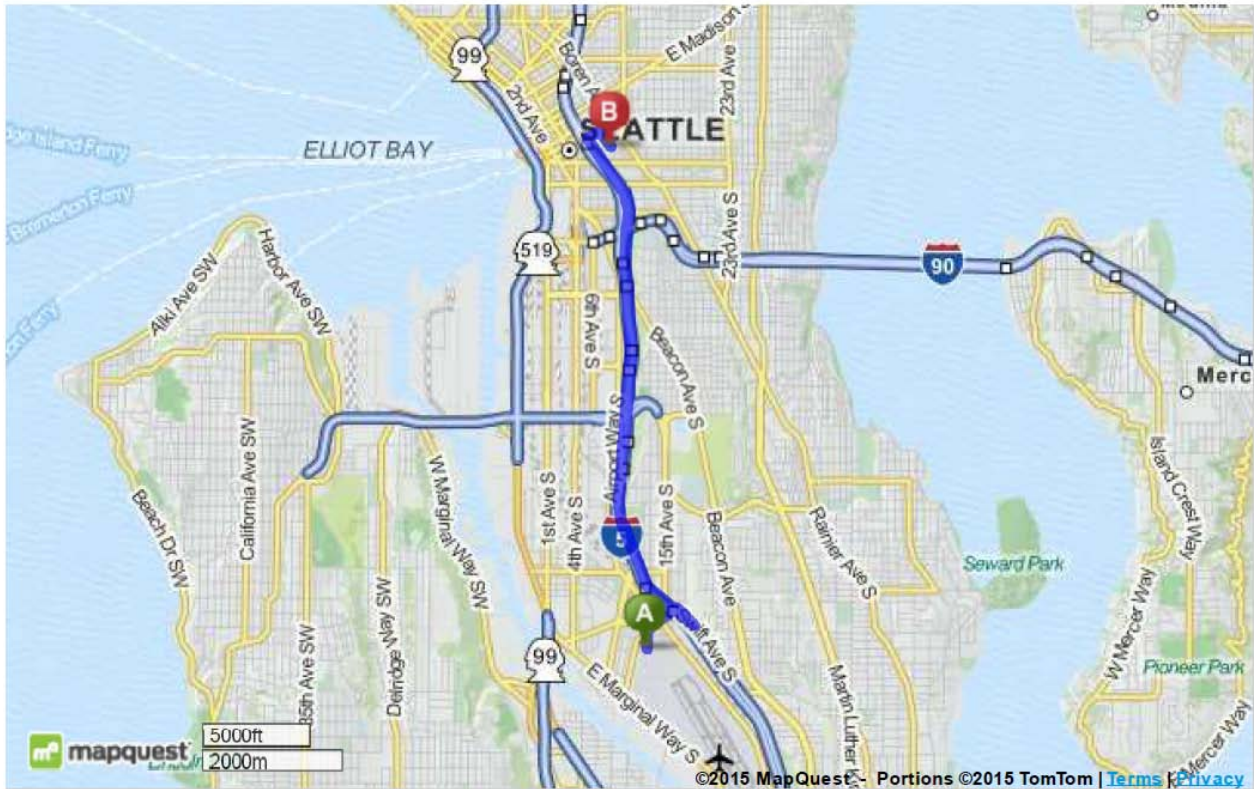 99
Boren A
E Madison S
23rd Ave
2nd Ave
B
SEATTLE
ELLIOT BAY
dge Island Ferry
Bremerton Ferry
on Ferry
Harbor Ave SW
Alki Ave SW
519
23rd Ave S
90
6th Ave S
Beacon Ave S
Merc
Airport Way S
California Ave SW
W Marginal Way SW
1st Ave S
4th Ave S
15th Ave S
5
Beacon Ave
Rainier Ave S
Island Crest Way
Beach Dr SW
Seward Park
35th Ave SW
Delridge Way SW
A
Swift Ave S
W Mercer Way
99
E Marginal Way S
Martin Luther K
Pioneer Park
E Mercer Way
mapquest
5000ft
2000m
©2015 MapQuest - Portions ©2015 TomTom | Terms | Privacy